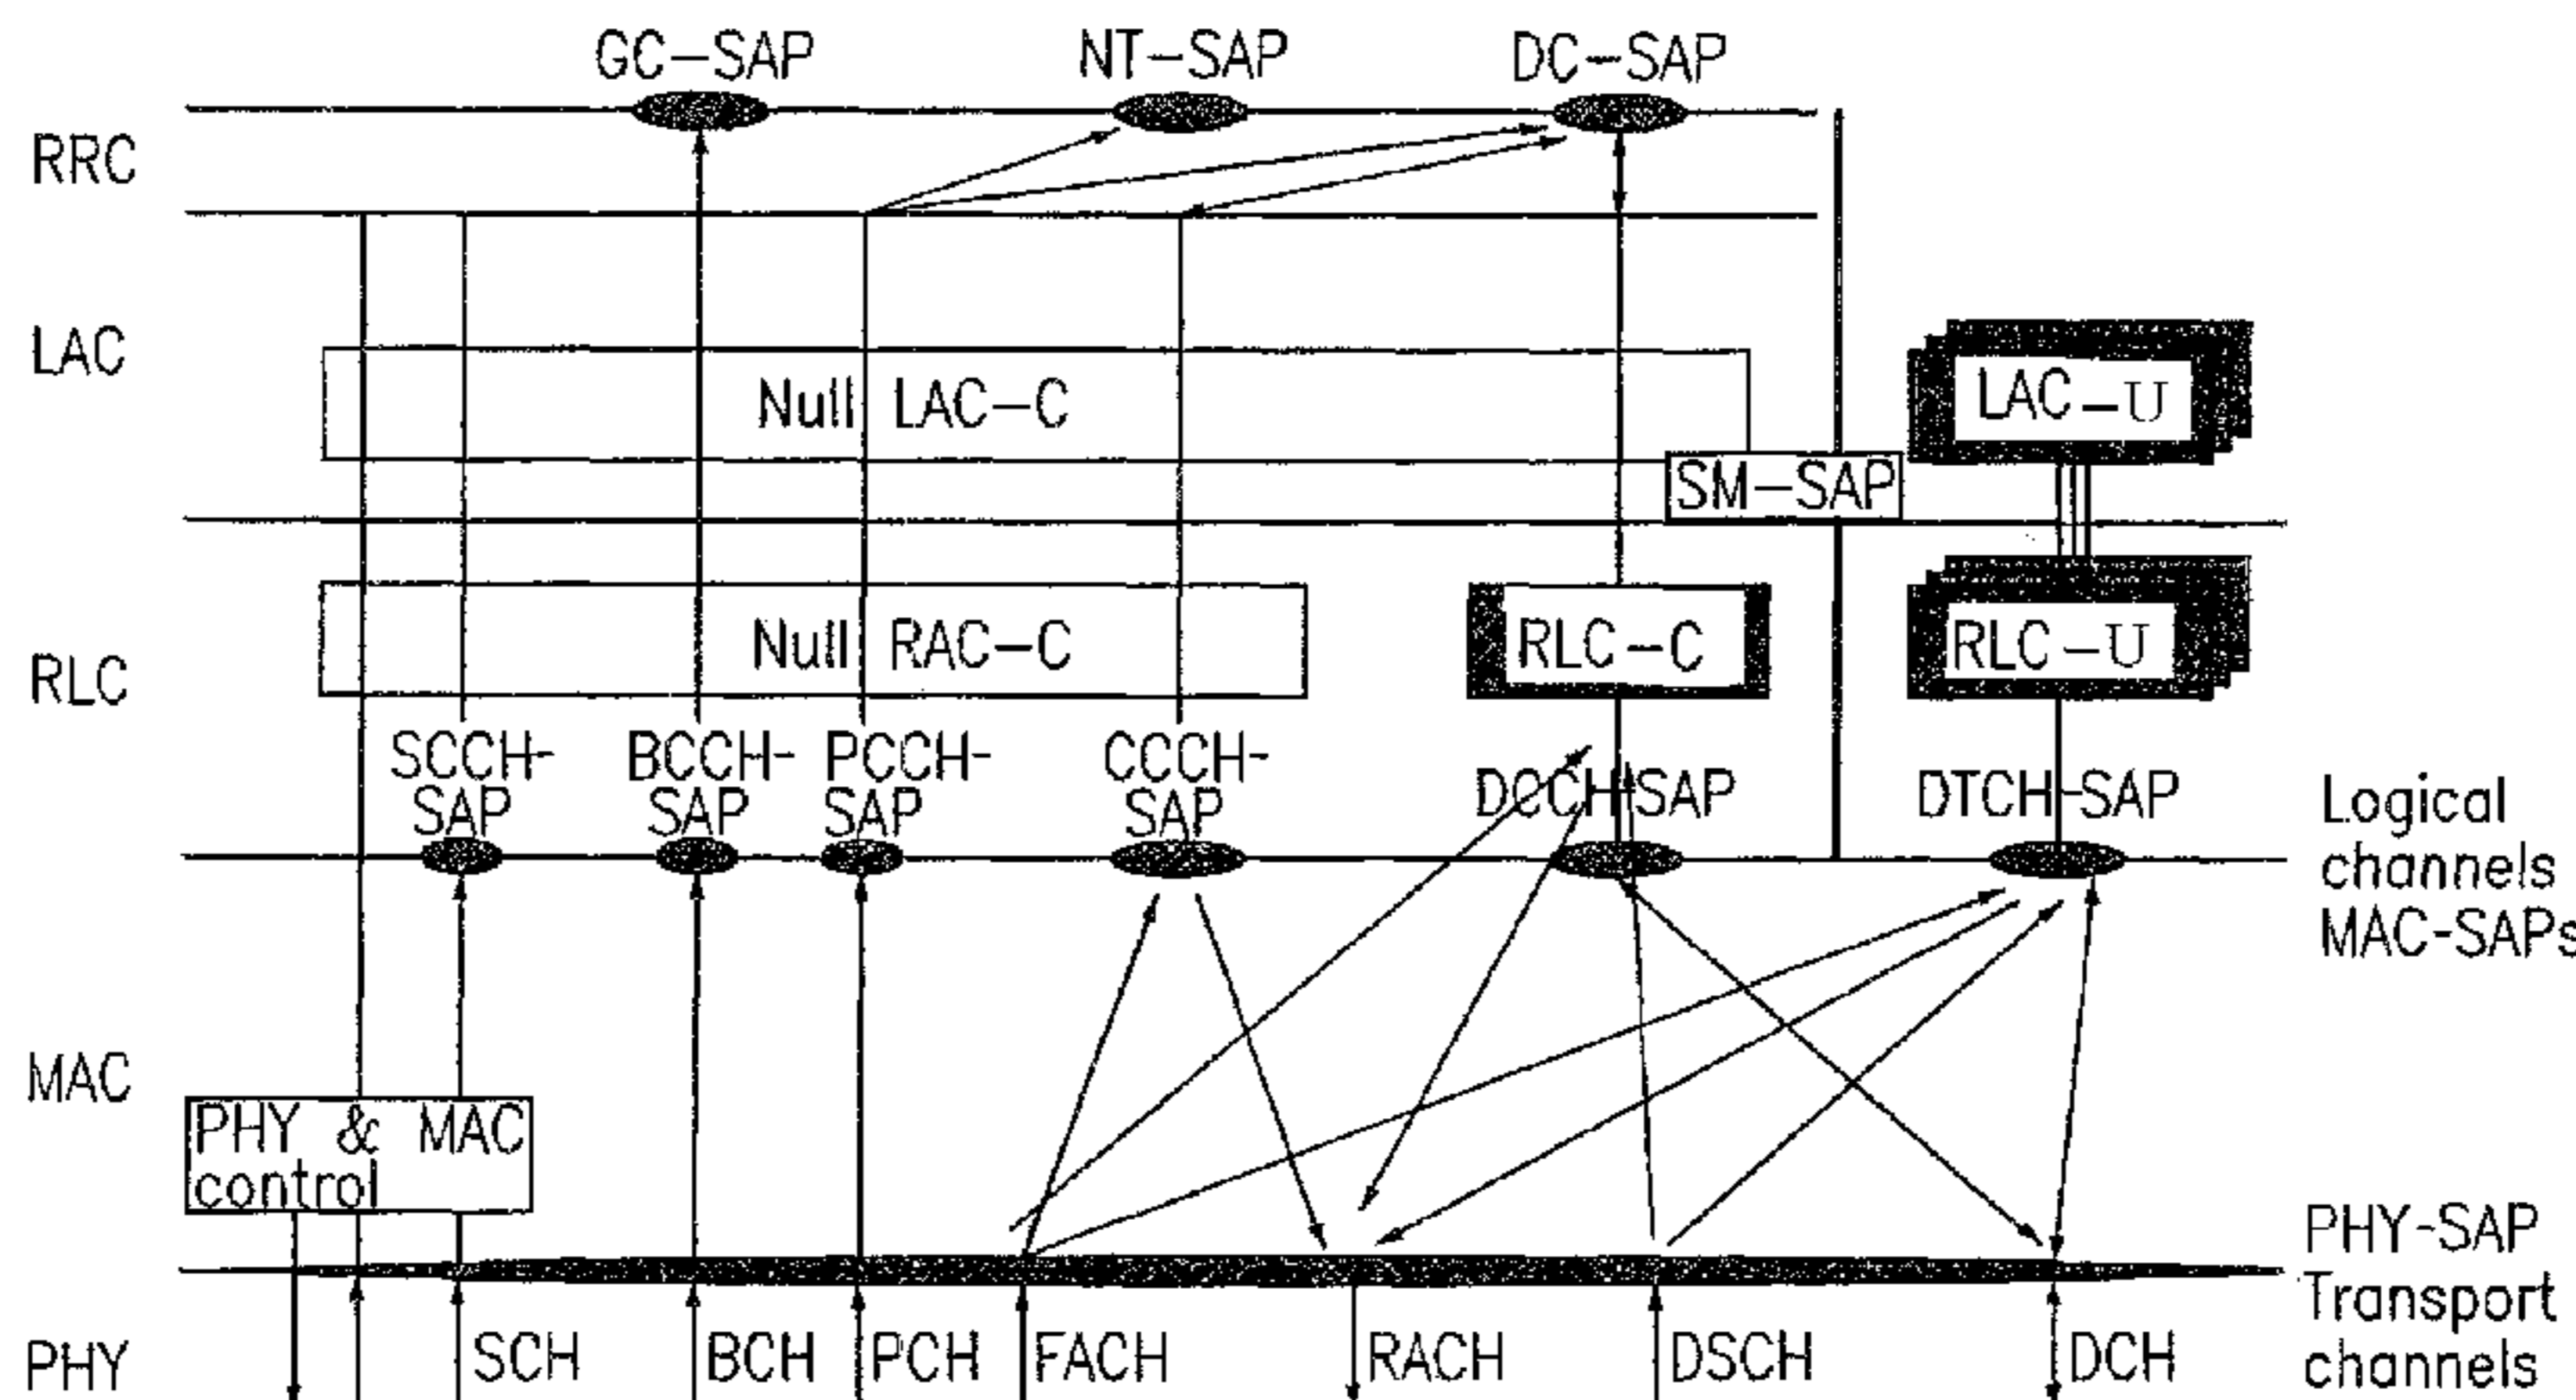 GC-SAP NT-SAP DC-SAP
RRC
LAC
Null LAC-C
LAC-U
SM-SAP
Null RAC-C
RLC-C
RLC-U
RLC
SCCH-
SAP
BCCH-
SAP
PCCH-
SAP
CCCH-
SAP
DCCH-SAP
DTCH-SAP
Logical
channels
MAC-SAPs
MAC
PHY & MAC
control
PHY-SAP
Transport
channels
PHY
SCH BCH PCH FACH RACH DSCH DCH